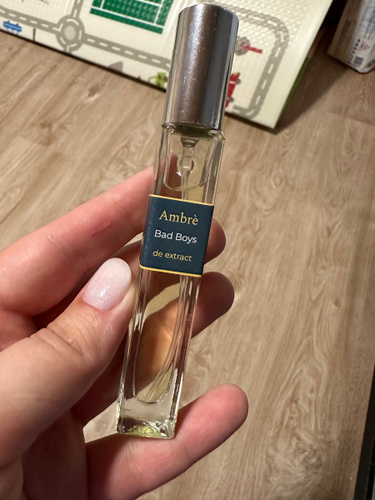 Ambrè
Bad Boys
de extract